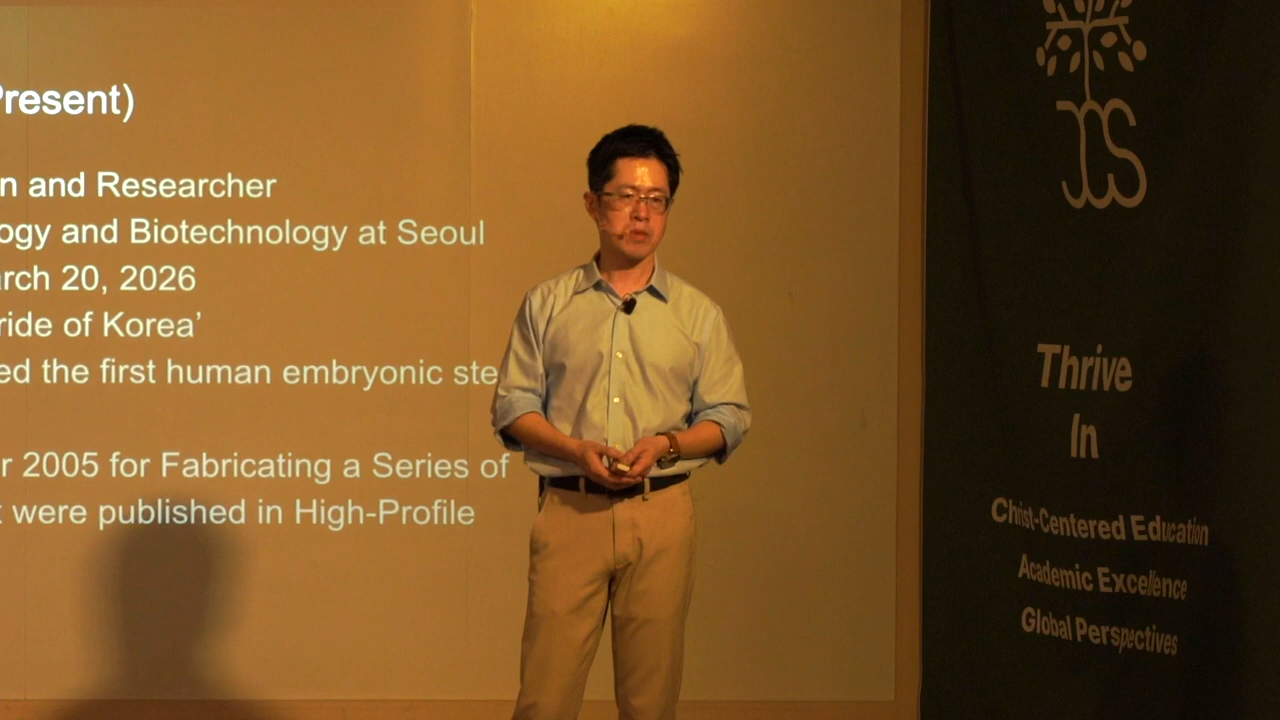 Present)
n and Researcher
ogy and Biotechnology at Seoul
arch 20, 2026
ride of Korea’
ed the first human embryonic ste
r 2005 for Fabricating a Series of
t were published in High-Profile
JCS
Thrive
In
Christ-Centered Education
Academic Excellence
Global Perspectives